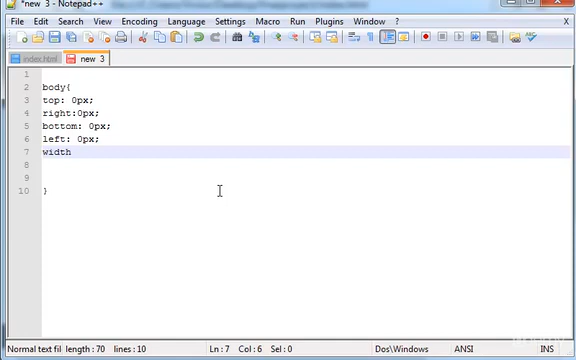 *new 3 - Notepad++
File Edit Search View Encoding Language Settings Macro Run Plugins Window ? X
index.html new 3
1
2 body{
3 top: 0px;
4 right:0px;
5 bottom: 0px;
6 left: 0px;
7 width
8
9
10 }
Normal text fil length : 70 lines : 10 Ln : 7 Col : 6 Sel : 0 Dos\Windows ANSI INS